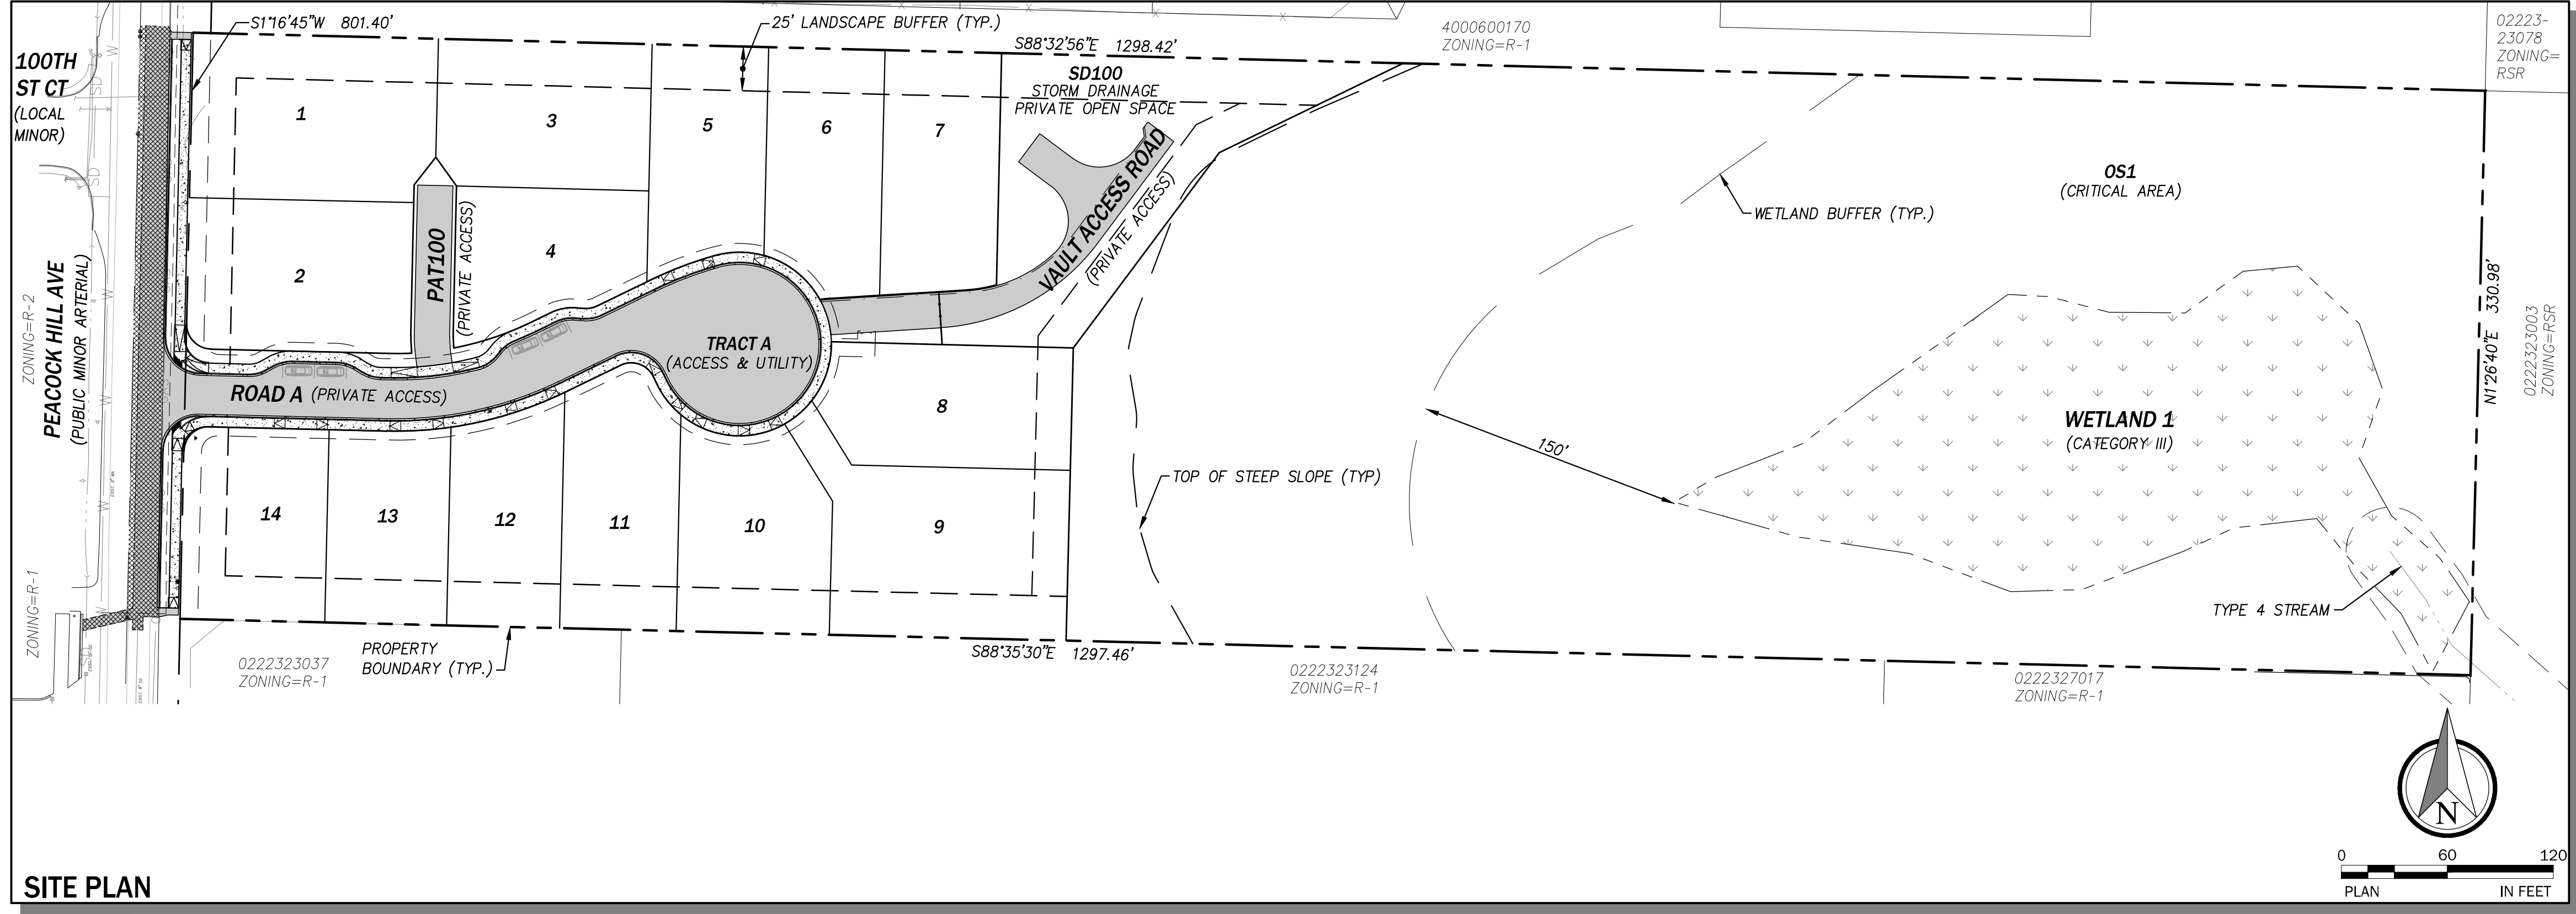 S1°16'45"W 801.40'
25' LANDSCAPE BUFFER (TYP.)
S88°32'56"E 1298.42'
4000600170
ZONING=R-1
02223-
23078
ZONING=
RSR
100TH
ST CT
(LOCAL
MINOR)
SD
SD
SD
W
W
W
W
W
W
ZONING=R-2
PEACOCK HILL AVE
(PUBLIC MINOR ARTERIAL)
ZONING=R-1
1
3
5
6
7
SD100
STORM DRAINAGE
PRIVATE OPEN SPACE
2
4
PAT100
(PRIVATE ACCESS)
VAULT ACCESS ROAD
(PRIVATE ACCESS)
TRACT A
(ACCESS & UTILITY)
ROAD A (PRIVATE ACCESS)
8
14
13
12
11
10
9
WETLAND BUFFER (TYP.)
OS1
(CRITICAL AREA)
N1°26'40"E 330.98'
0222323003
ZONING=RSR
150'
WETLAND 1
(CATEGORY III)
TOP OF STEEP SLOPE (TYP)
TYPE 4 STREAM
PROPERTY
BOUNDARY (TYP.)
0222323037
ZONING=R-1
S88°35'30"E 1297.46'
0222323124
ZONING=R-1
0222327017
ZONING=R-1
N
0 60 120
PLAN IN FEET
SITE PLAN